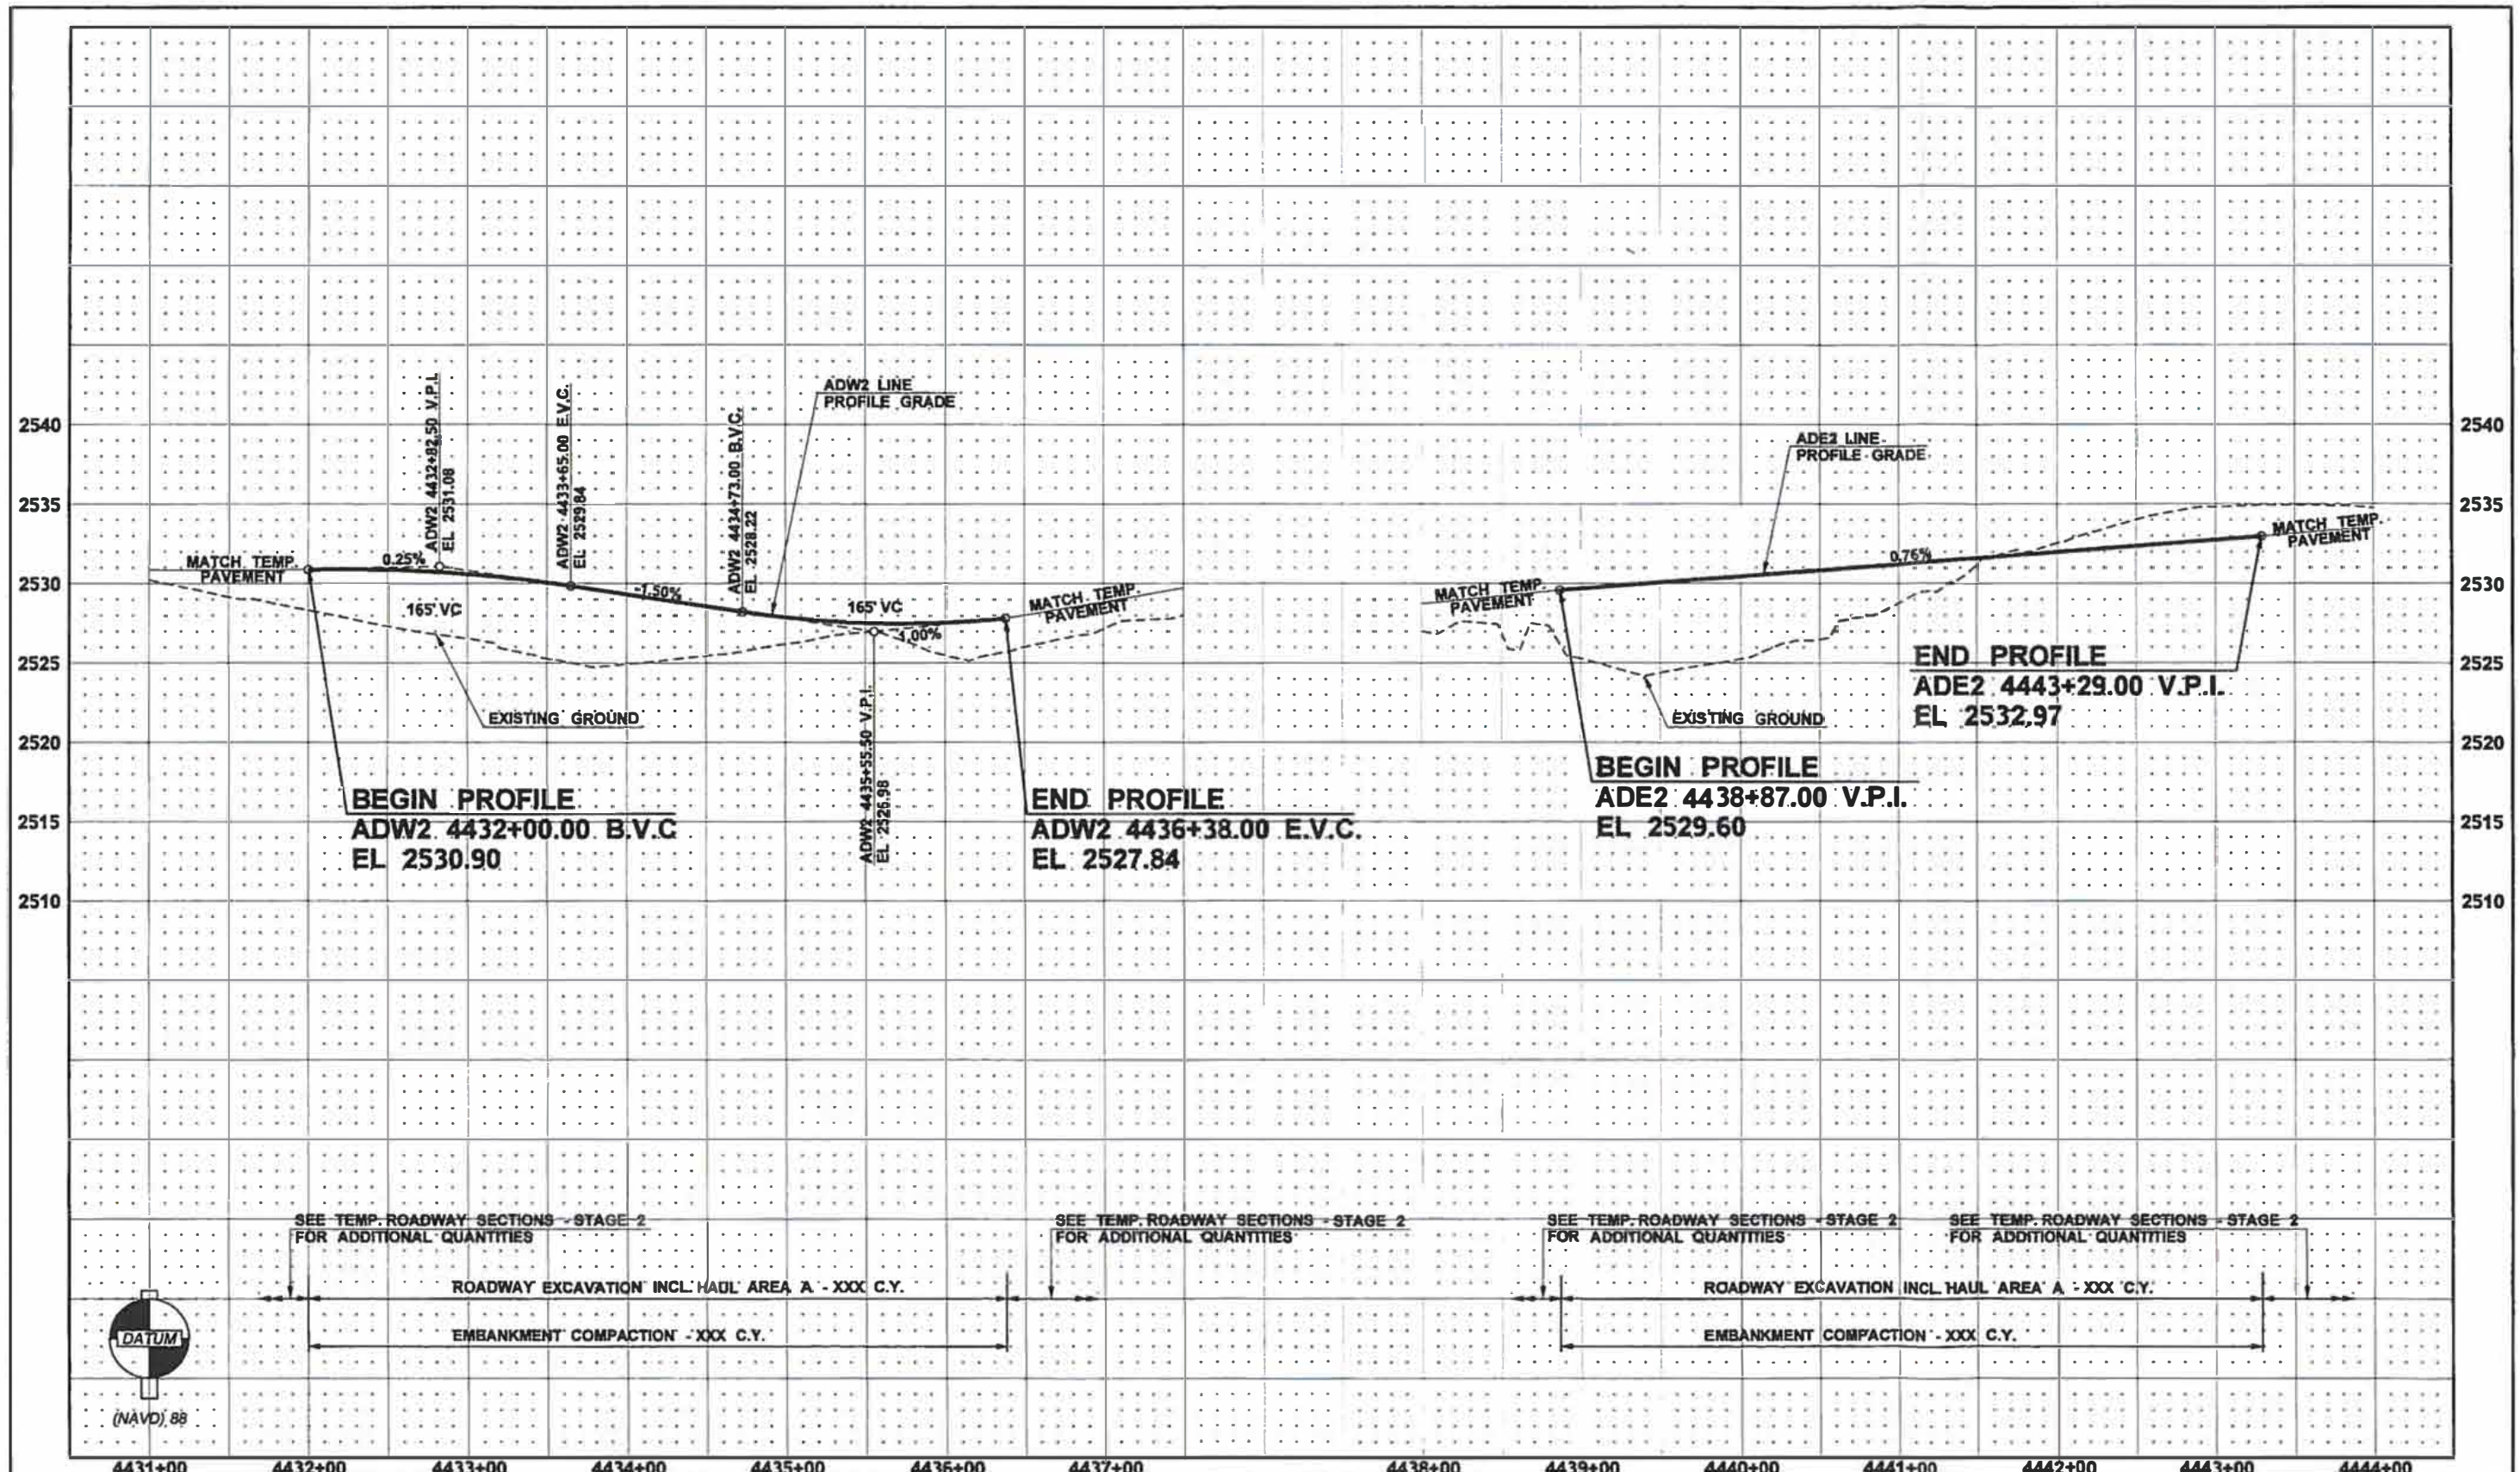 ADW2 4432+82.50 V.P.I.
EL 2531.08
ADW2 4433+65.00 E.V.C.
EL 2529.84
ADW2 4434+73.00 B.V.C.
EL 2528.22
ADW2 LINE
PROFILE GRADE
ADE2 LINE
PROFILE GRADE
2540
2540
2535
2535
2530
2530
2525
2525
2520
2520
2515
2515
2510
2510
MATCH TEMP.
PAVEMENT
0.25%
-1.50%
165' VC
165' VC
1.00%
MATCH TEMP.
PAVEMENT
EXISTING GROUND
ADW2 4435+55.50 V.P.I.
EL 2526.98
BEGIN PROFILE
ADW2 4432+00.00 B.V.C
EL 2530.90
END PROFILE
ADW2 4436+38.00 E.V.C.
EL 2527.84
MATCH TEMP.
PAVEMENT
0.76%
MATCH TEMP.
PAVEMENT
EXISTING GROUND
END PROFILE
ADE2 4443+29.00 V.P.I.
EL 2532.97
BEGIN PROFILE
ADE2 4438+87.00 V.P.I.
EL 2529.60
SEE TEMP. ROADWAY SECTIONS - STAGE 2
FOR ADDITIONAL QUANTITIES
SEE TEMP. ROADWAY SECTIONS - STAGE 2
FOR ADDITIONAL QUANTITIES
SEE TEMP. ROADWAY SECTIONS - STAGE 2
FOR ADDITIONAL QUANTITIES
SEE TEMP. ROADWAY SECTIONS - STAGE 2
FOR ADDITIONAL QUANTITIES
ROADWAY EXCAVATION INCL. HAUL AREA A - XXX C.Y.
EMBANKMENT COMPACTION - XXX C.Y.
ROADWAY EXCAVATION INCL. HAUL AREA A - XXX C.Y.
EMBANKMENT COMPACTION - XXX C.Y.
DATUM
(NAVD) 88
4431+00
4432+00
4433+00
4434+00
4435+00
4436+00
4437+00
4438+00
4439+00
4440+00
4441+00
4442+00
4443+00
4444+00